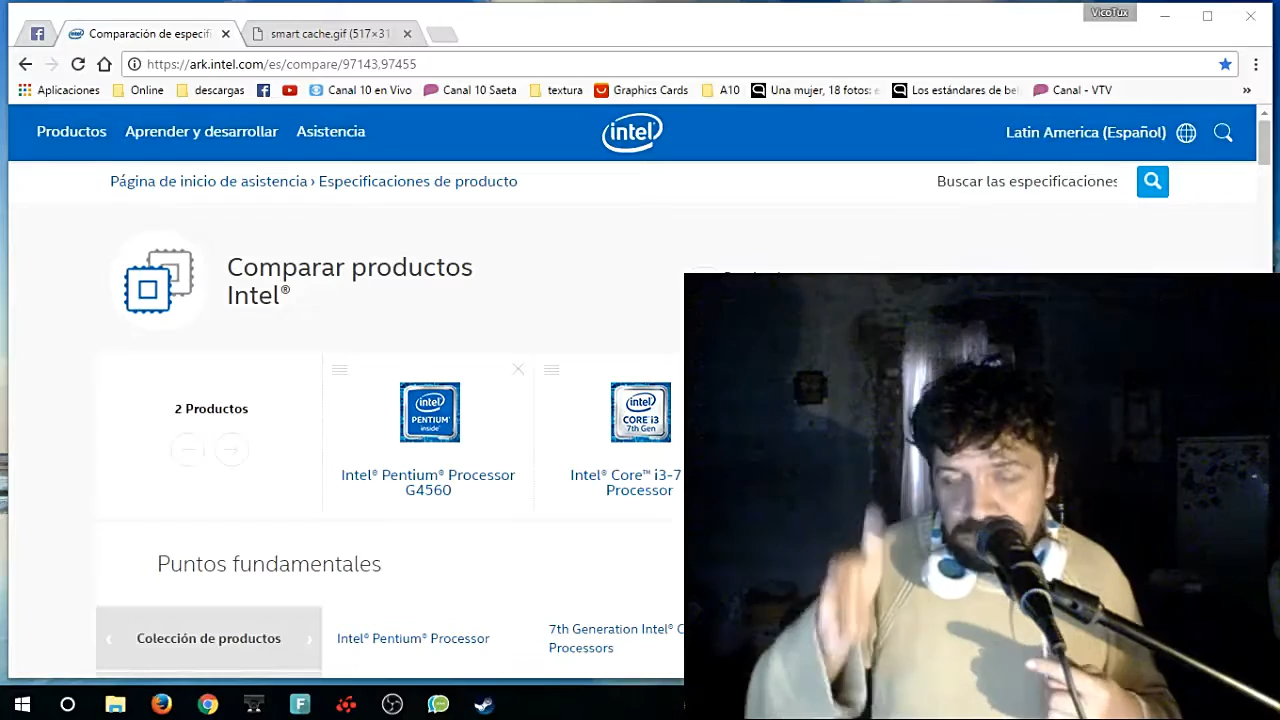 VicoTux
Comparación de especifi
smart cache.gif (517×31
https://ark.intel.com/es/compare/97143,97455
Aplicaciones
Online
descargas
Canal 10 en Vivo
Canal 10 Saeta
textura
Graphics Cards
A10
Una mujer, 18 fotos:
Los estándares de bel
Canal - VTV
»
Productos
Aprender y desarrollar
Asistencia
intel
Latin America (Español)
Página de inicio de asistencia › Especificaciones de producto
Buscar las especificaciones
Comparar productos
Intel®
2 Productos
intel
PENTIUM
inside
intel
CORE i3
7th Gen
Intel® Pentium® Processor
G4560
Intel® Core™ i3-7
Processor
Puntos fundamentales
Colección de productos
Intel® Pentium® Processor
7th Generation Intel® C
Processors